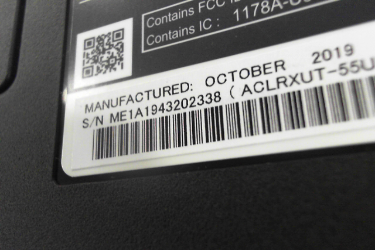 Contains FCC
Contains IC : 1178A-
MANUFACTURED: OCTOBER 2019
S/N ME1A1943202338 ( ACLRXUT-55U